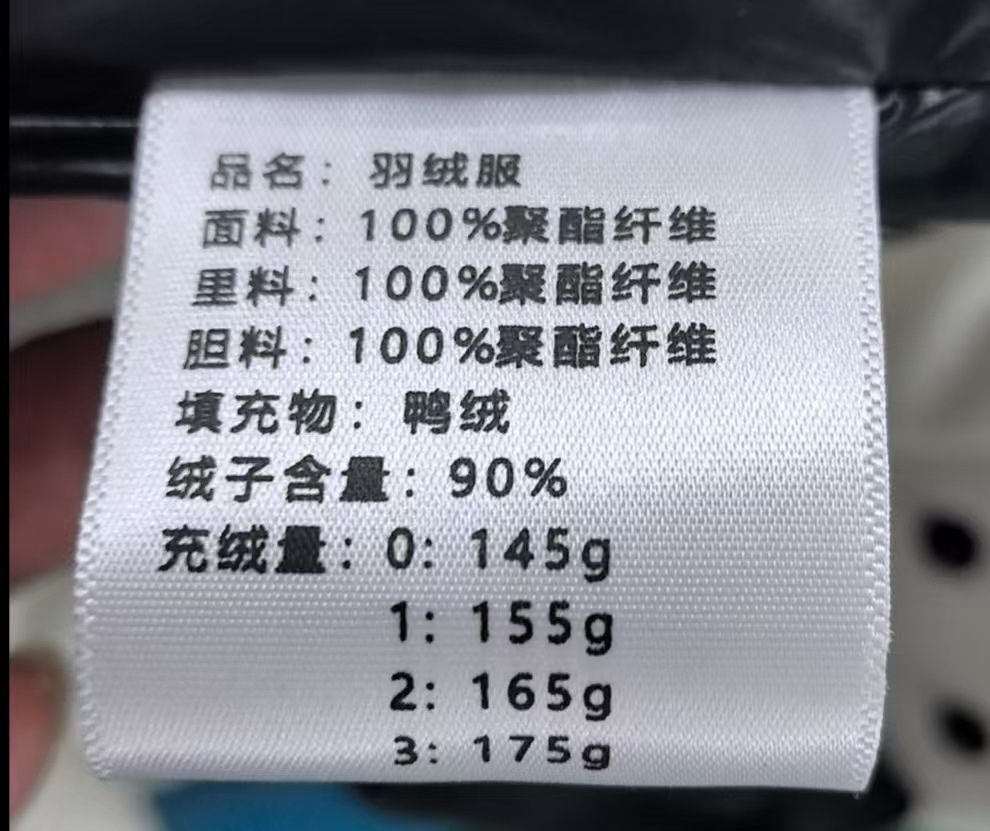 品名：羽绒服
面料：100%聚酯纤维
里料：100%聚酯纤维
胆料：100%聚酯纤维
填充物：鸭绒
绒子含量：90%
充绒量：0：145g
1：155g
2：165g
3：175g